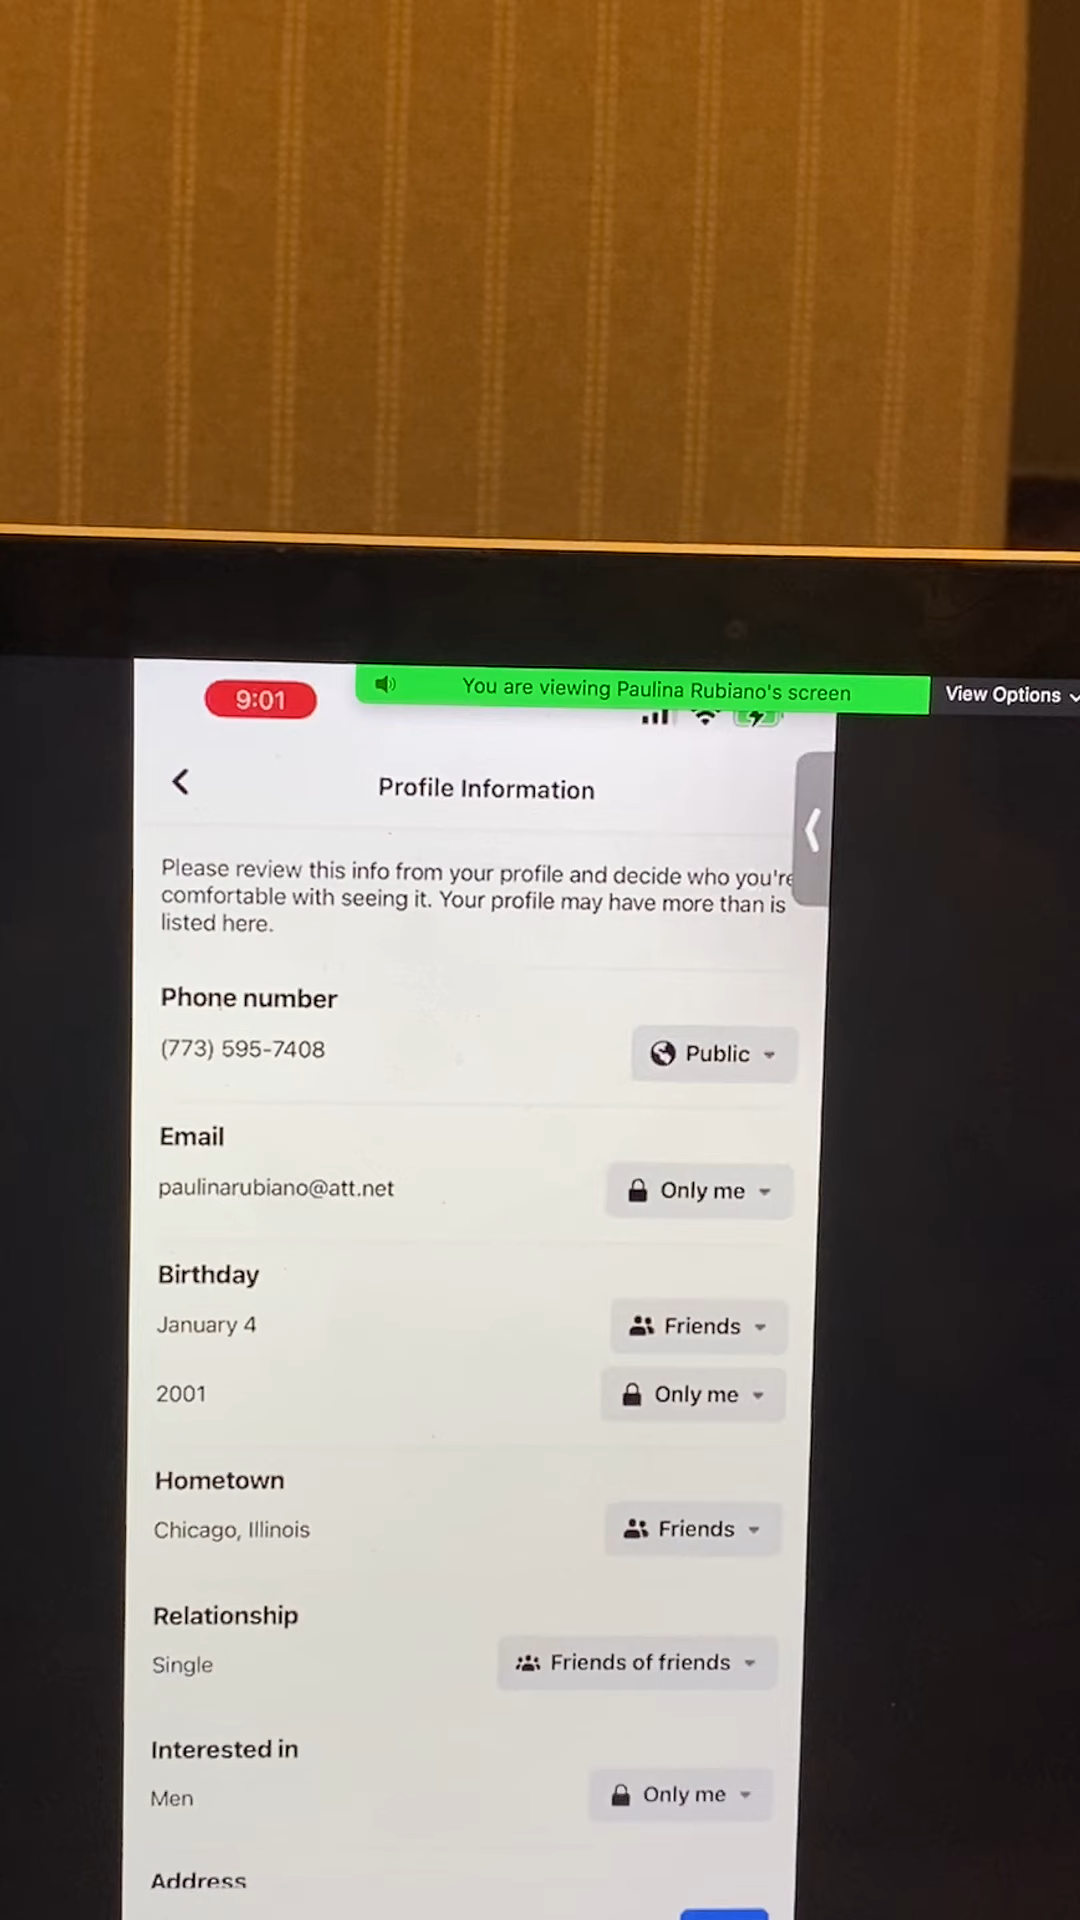 9:01
You are viewing Paulina Rubiano's screen
View Options
Profile Information
Please review this info from your profile and decide who you're
comfortable with seeing it. Your profile may have more than is
listed here.
Phone number
(773) 595-7408 Public
Email
paulinarubiano@att.net Only me
Birthday
January 4 Friends
2001 Only me
Hometown
Chicago, Illinois Friends
Relationship
Single Friends of friends
Interested in
Men Only me
Address